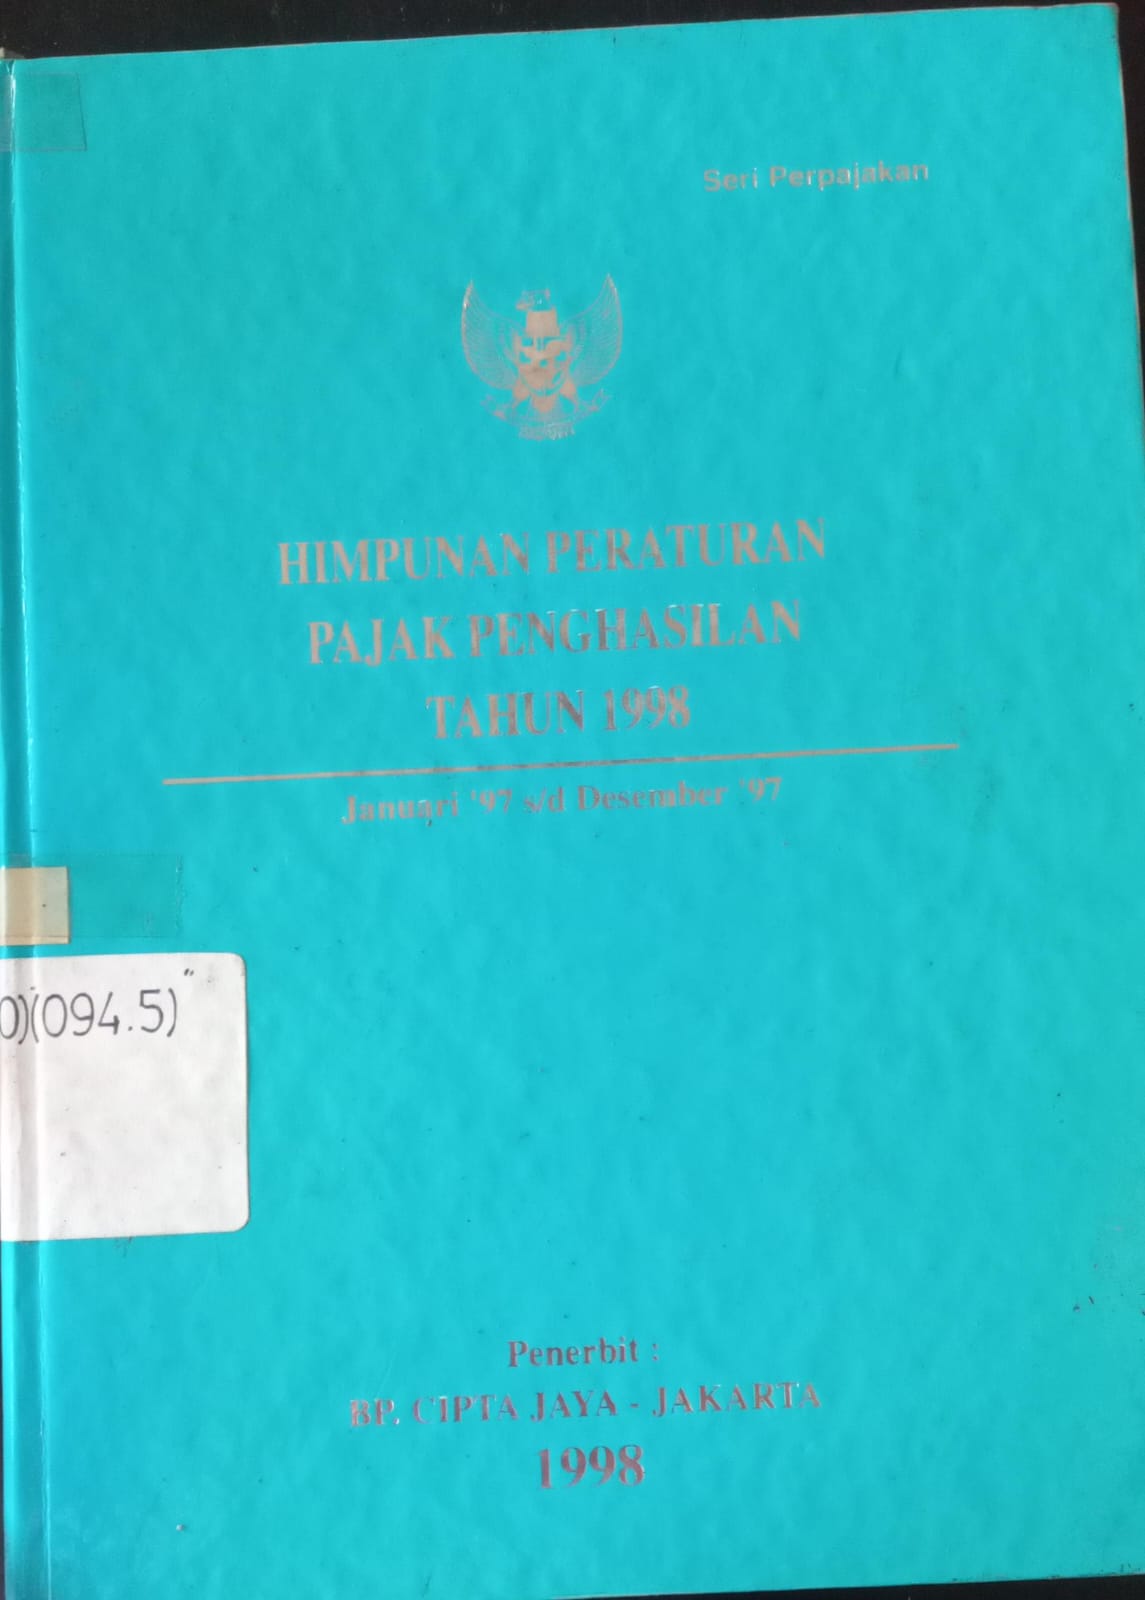 Seri Perpajakan
HIMPUNAN PERATURAN
PAJAK PENGHASILAN
TAHUN 1998
Januari '97 s/d Desember '97
0)(094.5)"
Penerbit :
BP. CIPTA JAYA - JAKARTA
1998